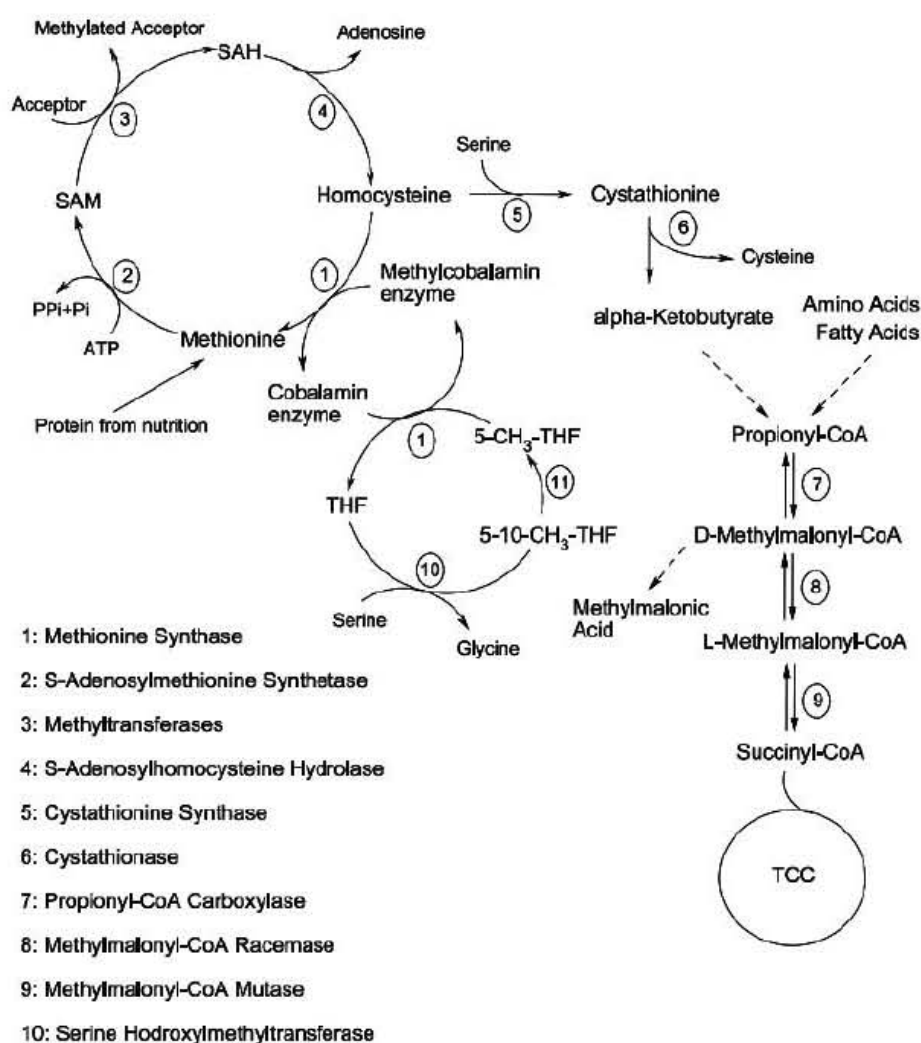 Methylated Acceptor
SAH
Adenosine
Acceptor
3
4
Serine
SAM
Homocysteine
Cystathionine
5
6
2
1
Methylcobalamin
enzyme
Cysteine
PPi+Pi
ATP
Methionine
alpha-Ketobutyrate
Amino Acids
Fatty Acids
Cobalamin
enzyme
Protein from nutrition
1
5-CH3-THF
Propionyl-CoA
THF
11
7
5-10-CH3-THF
D-Methylmalonyl-CoA
10
Serine
Glycine
Methylmalonic
Acid
8
L-Methylmalonyl-CoA
9
Succinyl-CoA
TCC
1: Methionine Synthase
2: S-Adenosylmethionine Synthetase
3: Methyltransferases
4: S-Adenosylhomocysteine Hydrolase
5: Cystathionine Synthase
6: Cystathionase
7: Propionyl-CoA Carboxylase
8: Methylmalonyl-CoA Racemase
9: Methylmalonyl-CoA Mutase
10: Serine Hodroxylmethyltransferase